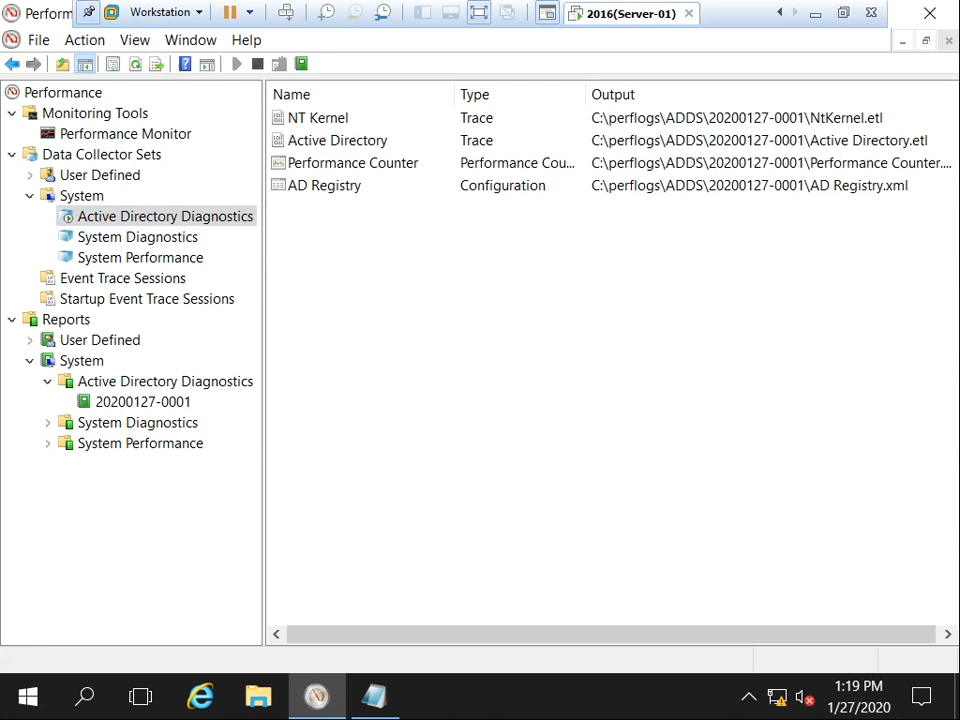 Perform
Workstation
2016(Server-01)
File Action View Window Help
Performance
Monitoring Tools
Performance Monitor
Data Collector Sets
User Defined
System
Active Directory Diagnostics
System Diagnostics
System Performance
Event Trace Sessions
Startup Event Trace Sessions
Reports
User Defined
System
Active Directory Diagnostics
20200127-0001
System Diagnostics
System Performance
Name Type Output
NT Kernel Trace C:\perflogs\ADDS\20200127-0001\NtKernel.etl
Active Directory Trace C:\perflogs\ADDS\20200127-0001\Active Directory.etl
Performance Counter Performance Cou... C:\perflogs\ADDS\20200127-0001\Performance Counter....
AD Registry Configuration C:\perflogs\ADDS\20200127-0001\AD Registry.xml
1:19 PM
1/27/2020